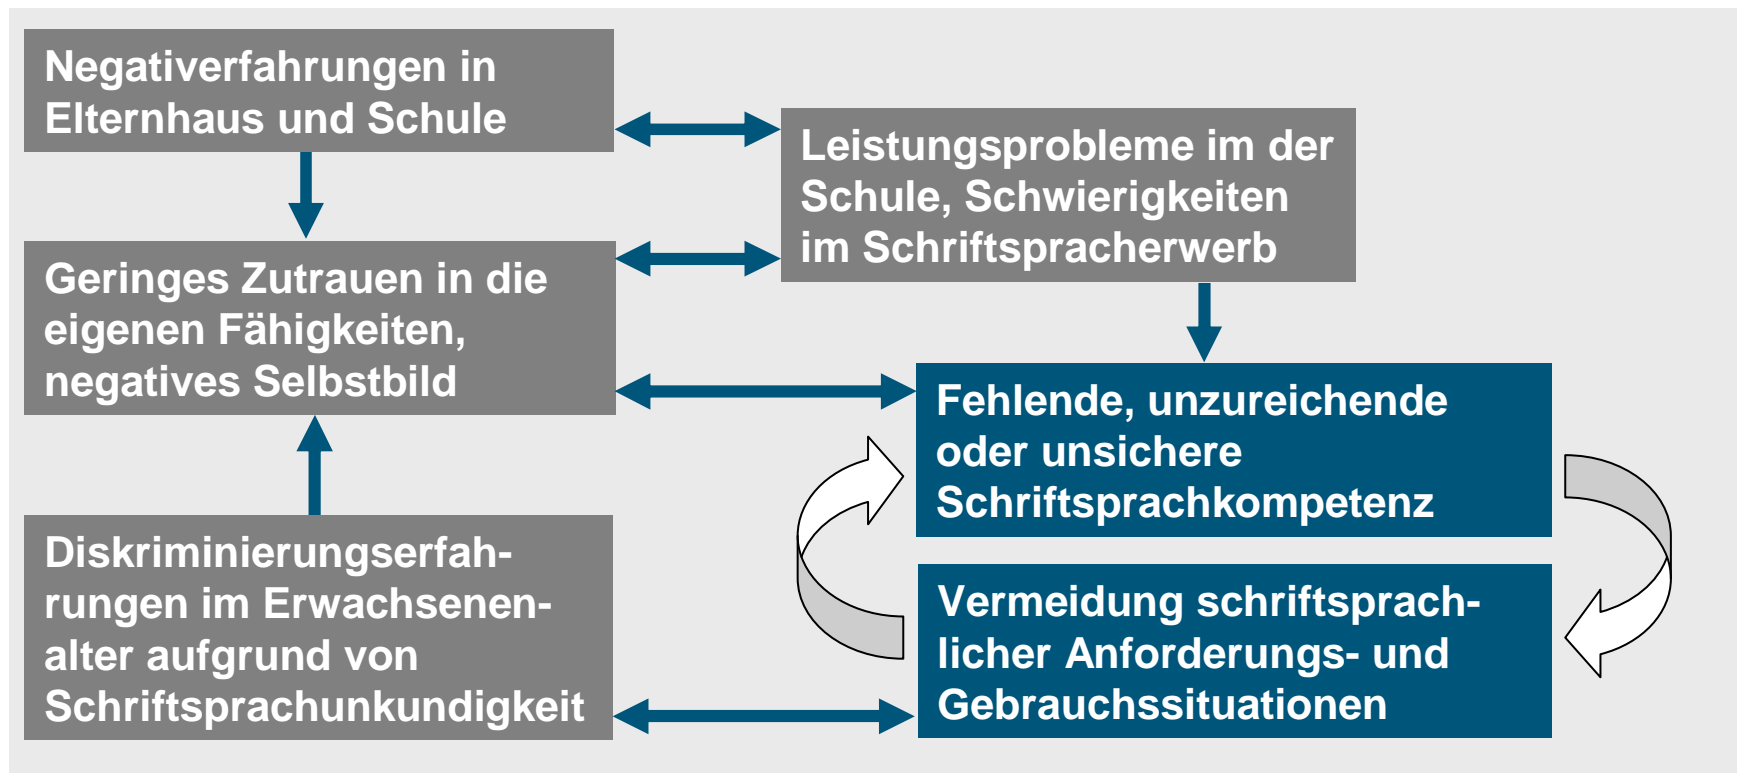 Negativerfahrungen in
Elternhaus und Schule
Leistungsprobleme im der
Schule, Schwierigkeiten
im Schriftspracherwerb
Geringes Zutrauen in die
eigenen Fähigkeiten,
negatives Selbstbild
Fehlende, unzureichende
oder unsichere
Schriftsprachkompetenz
Diskriminierungserfah-
rungen im Erwachsenen-
alter aufgrund von
Schriftsprachunkundigkeit
Vermeidung schriftsprach-
licher Anforderungs- und
Gebrauchssituationen